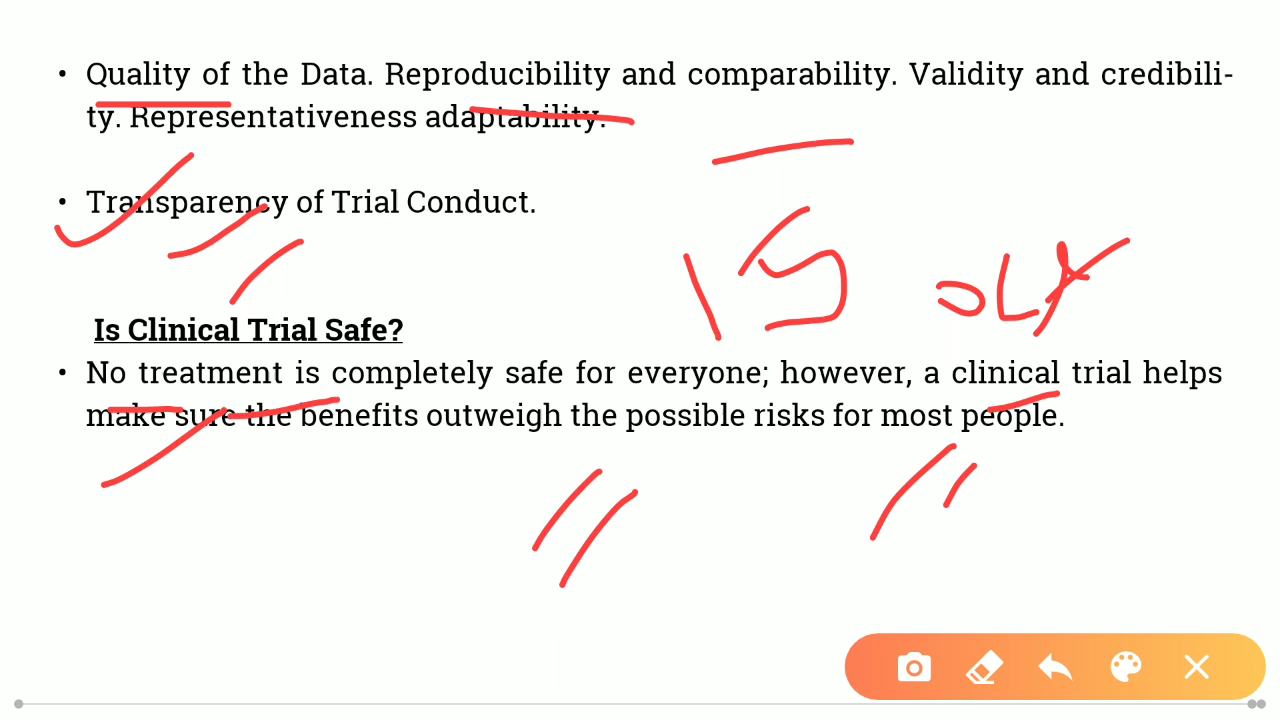 • Quality of the Data. Reproducibility and comparability. Validity and credibili-
ty. Representativeness adaptability.
• Transparency of Trial Conduct.
Is Clinical Trial Safe?
• No treatment is completely safe for everyone; however, a clinical trial helps
make sure the benefits outweigh the possible risks for most people.